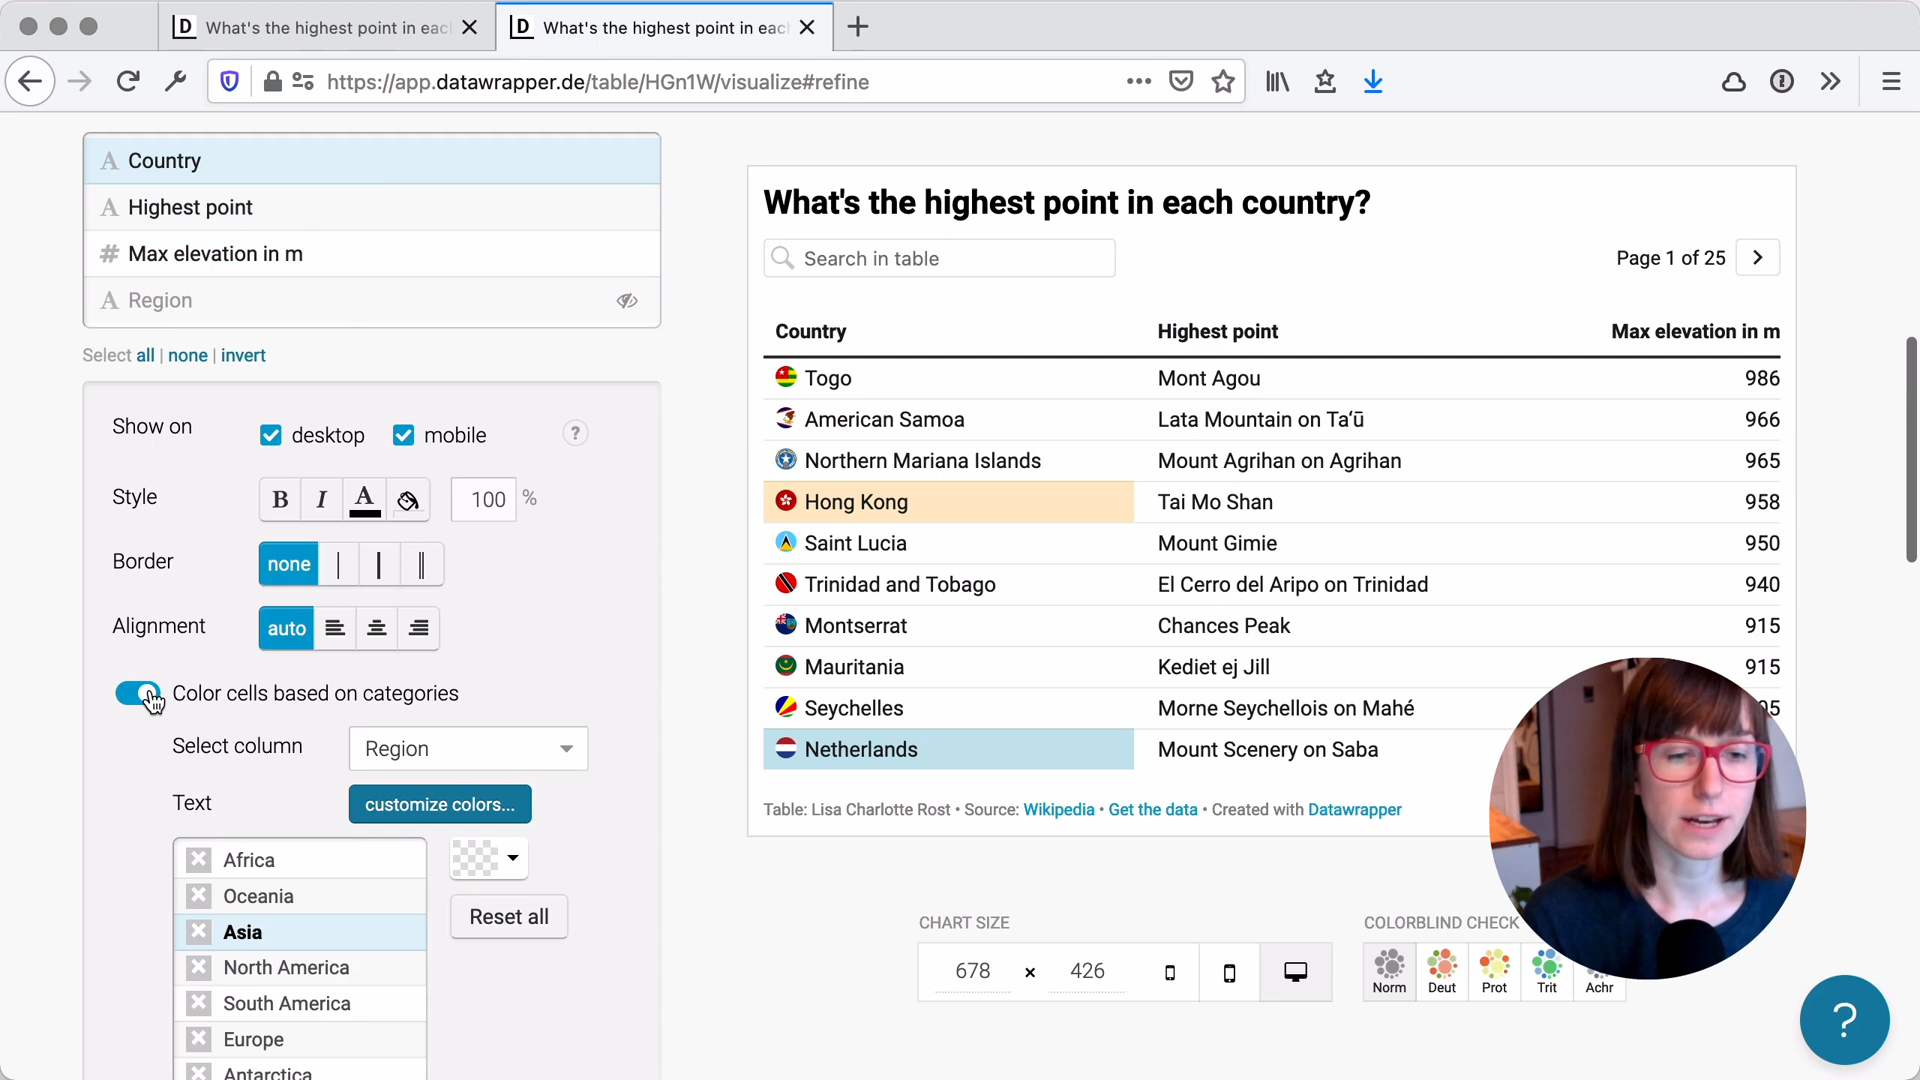 What's the highest point in eac
What's the highest point in eac
https://app.datawrapper.de/table/HGn1W/visualize#refine
A Country
A Highest point
# Max elevation in m
A Region
Select all | none | invert
Show on desktop mobile ?
Style B I A 100 %
Border none
Alignment auto
Color cells based on categories
Select column Region
Text customize colors...
Africa
Oceania
Asia
North America
South America
Europe
Antarctica
Reset all
What's the highest point in each country?
Search in table Page 1 of 25
Country Highest point Max elevation in m
Togo Mont Agou 986
American Samoa Lata Mountain on Taʻū 966
Northern Mariana Islands Mount Agrihan on Agrihan 965
Hong Kong Tai Mo Shan 958
Saint Lucia Mount Gimie 950
Trinidad and Tobago El Cerro del Aripo on Trinidad 940
Montserrat Chances Peak 915
Mauritania Kediet ej Jill 915
Seychelles Morne Seychellois on Mahé
Netherlands Mount Scenery on Saba
Table: Lisa Charlotte Rost • Source: Wikipedia • Get the data • Created with Datawrapper
CHART SIZE
678 × 426
COLORBLIND CHECK
Norm Deut Prot Trit Achr
?